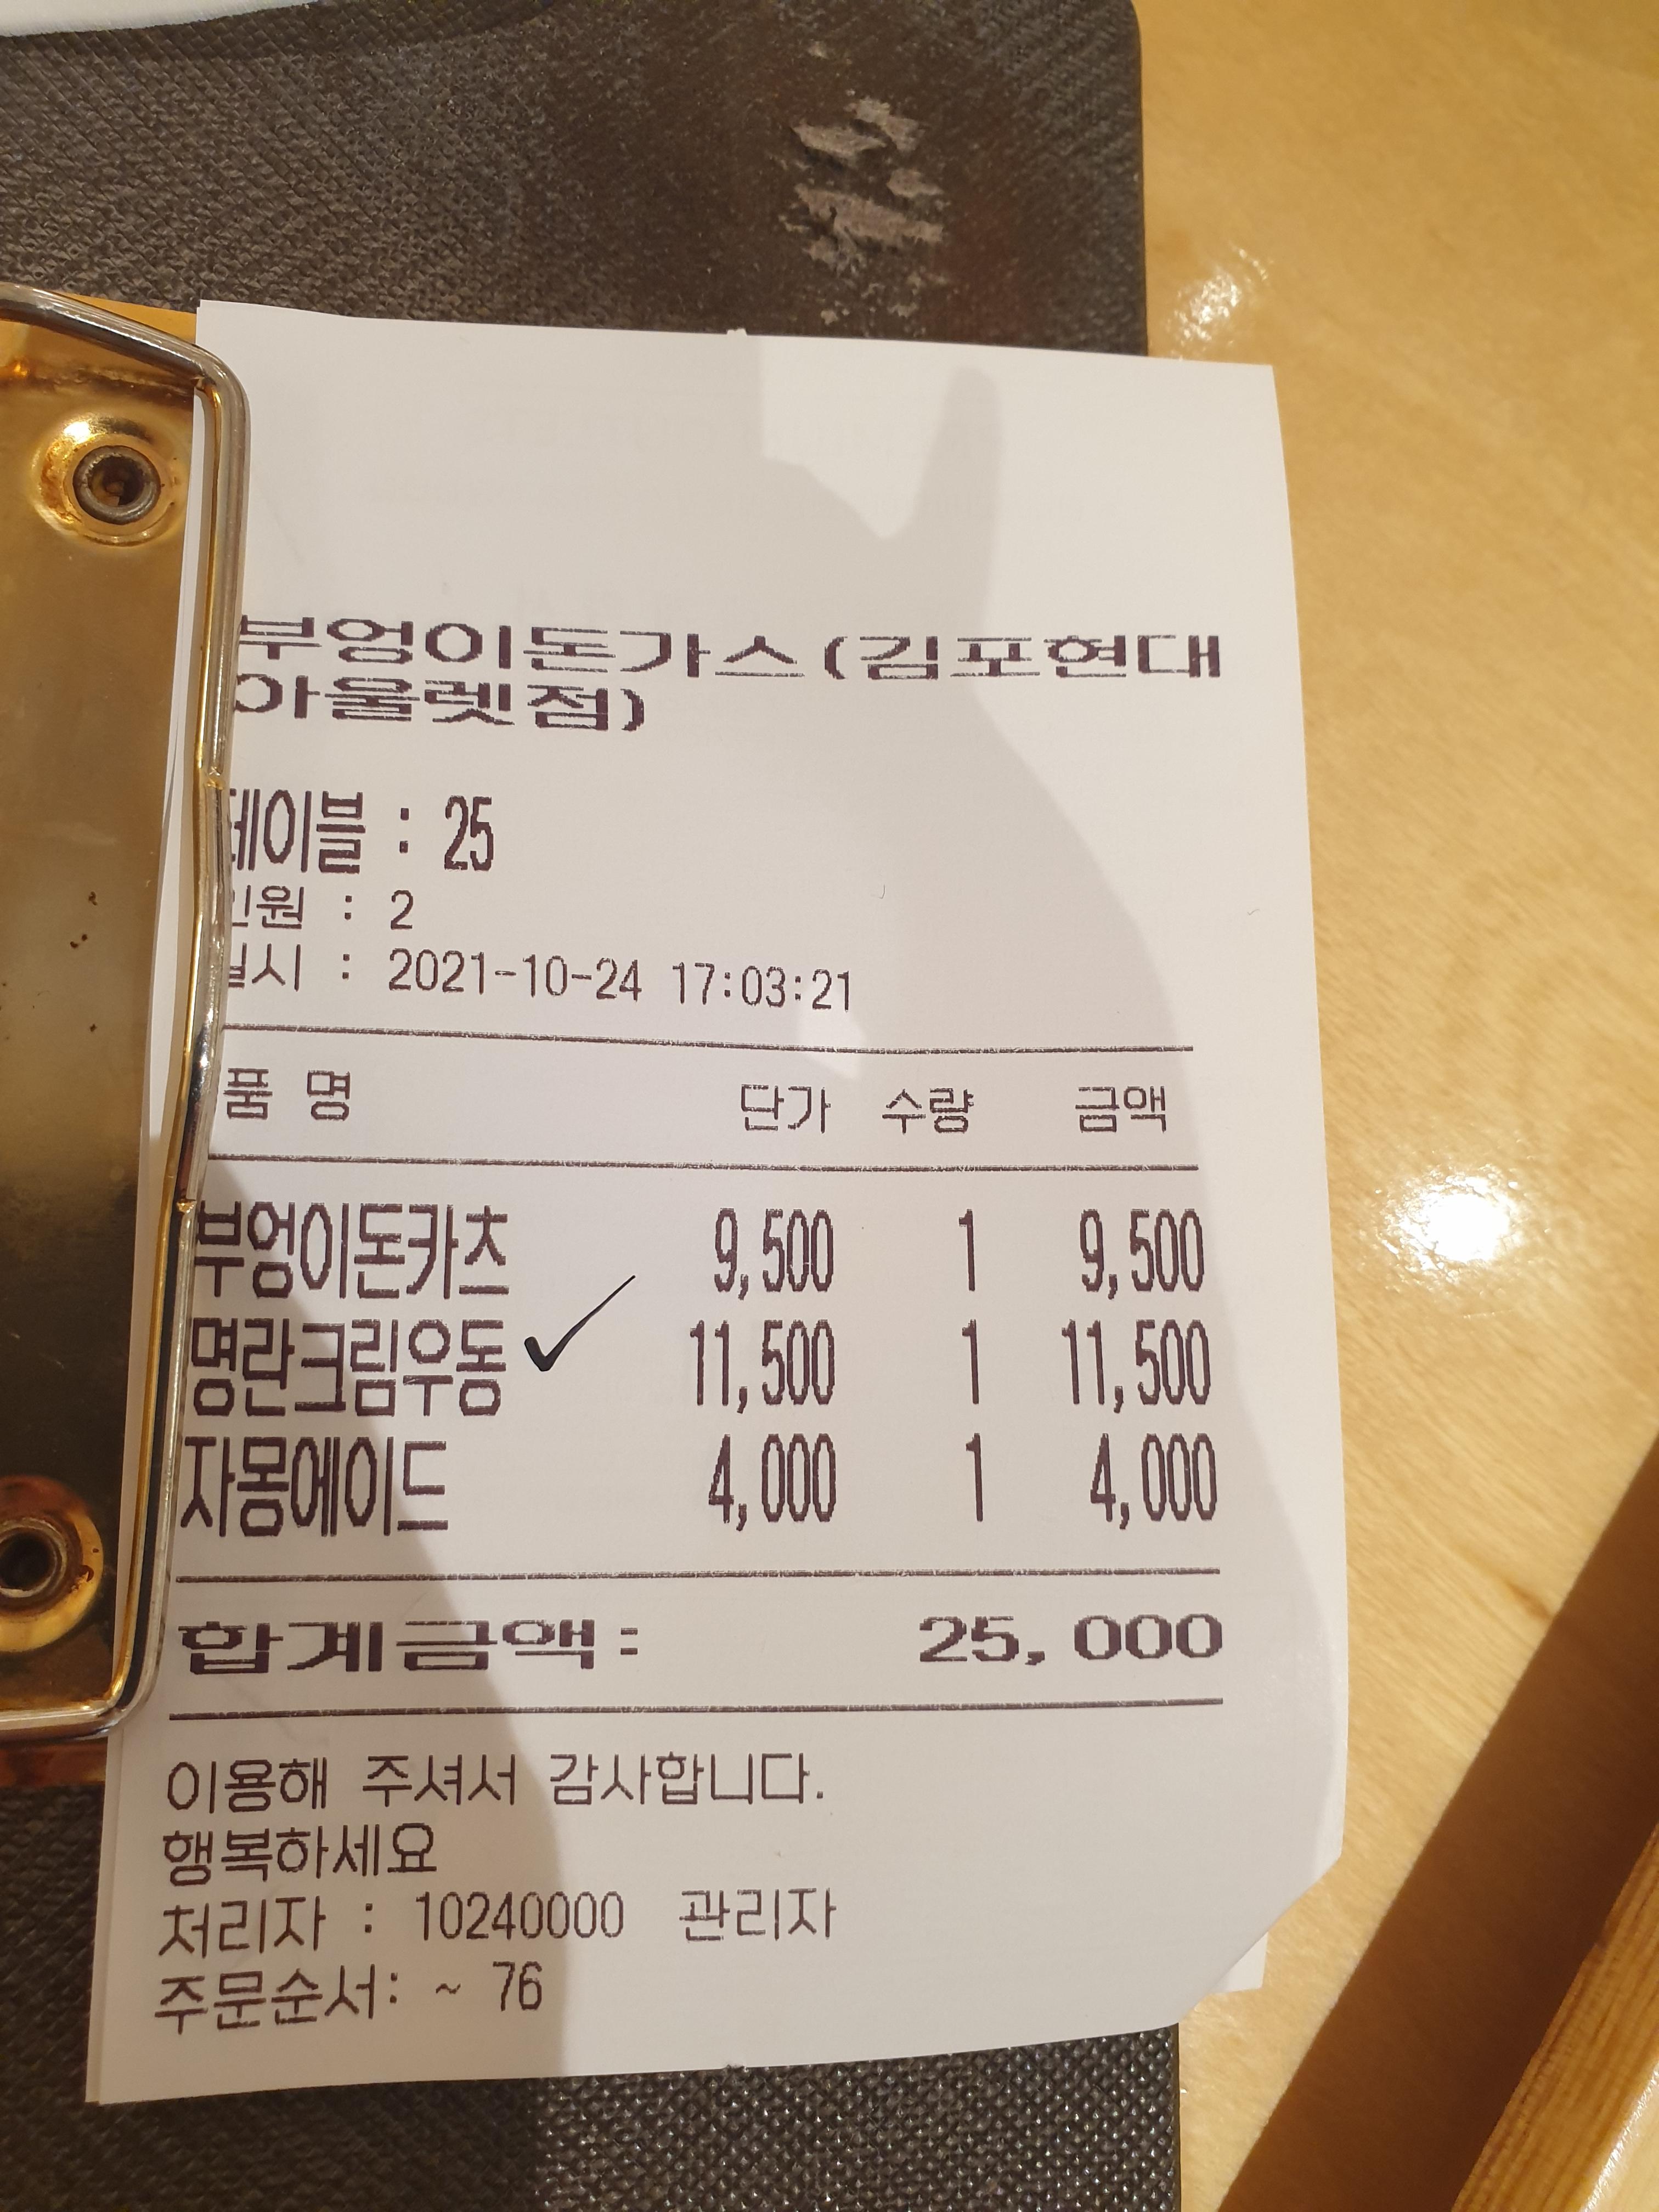 부엉이돈가스(김포현대
아울렛점)
테이블 : 25
인원 : 2
일시 : 2021-10-24 17:03:21
품 명 단가 수량 금액
부엉이돈카츠 9,500 1 9,500
명란크림우동 11,500 1 11,500
자몽에이드 4,000 1 4,000
합계금액: 25,000
이용해 주셔서 감사합니다.
행복하세요
처리자 : 10240000 관리자
주문순서: ~ 76